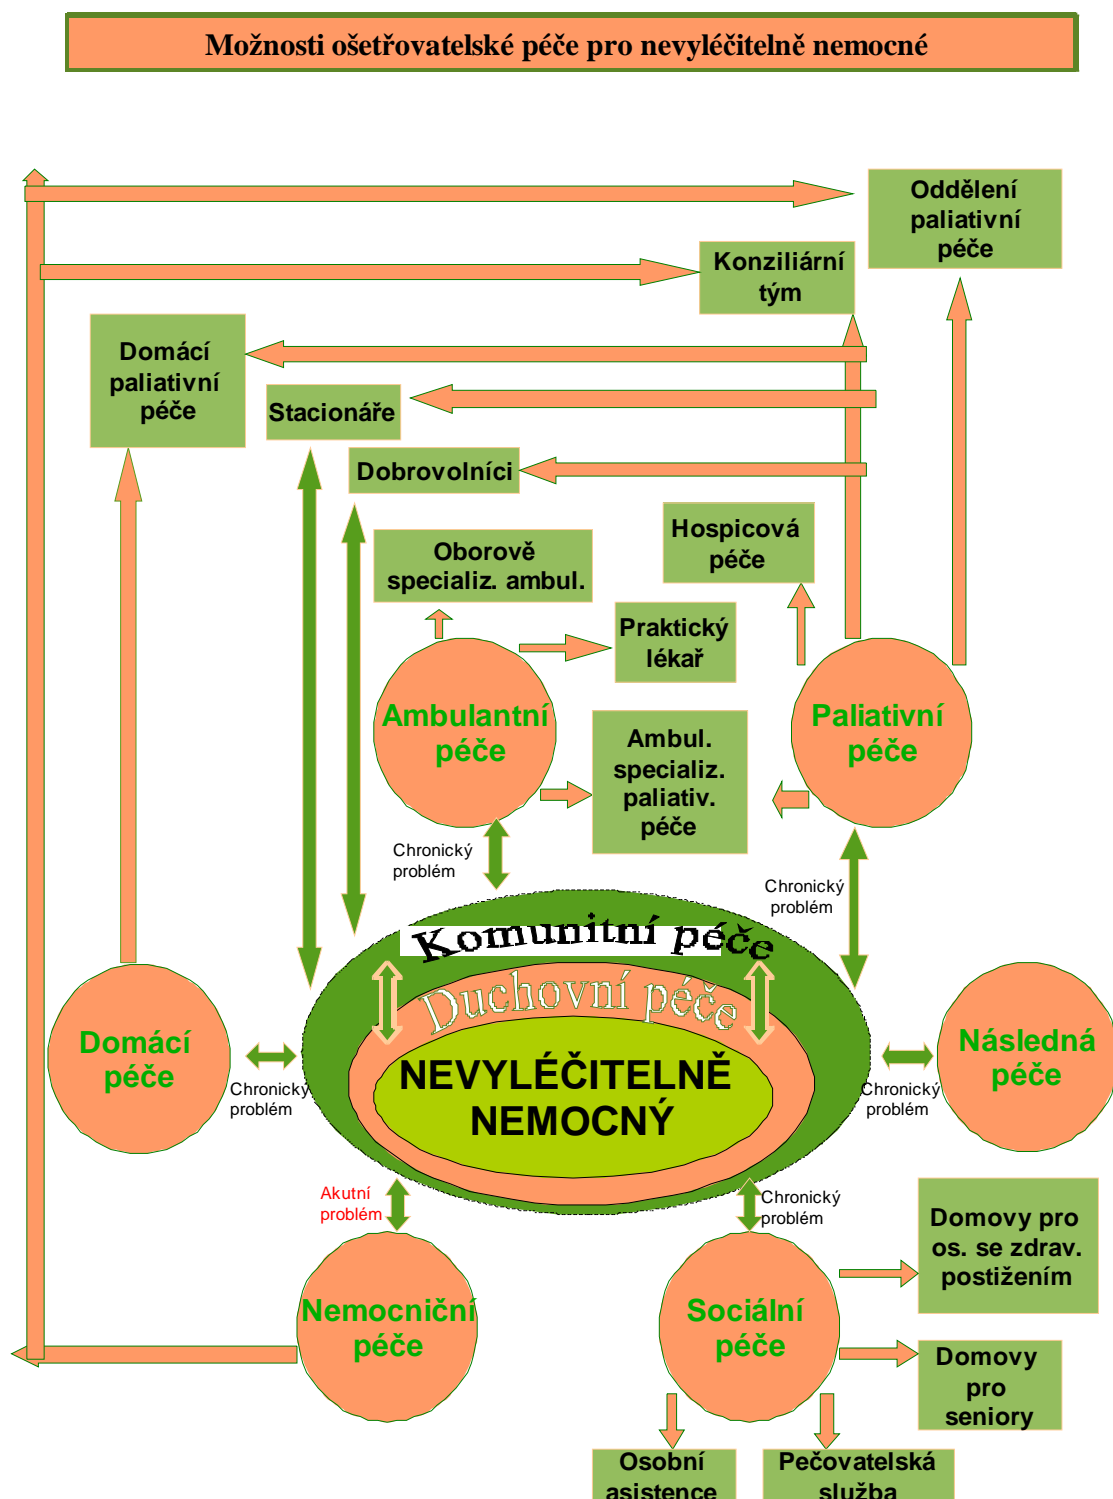 Možnosti ošetřovatelské péče pro nevyléčitelně nemocné
Oddělení
paliativní
péče
Konziliární
tým
Domácí
paliativní
péče
Stacionáře
Dobrovolníci
Hospicová
péče
Oborově
specializ. ambul.
Praktický
lékař
Ambulantní
péče
Paliativní
péče
Ambul.
specializ.
paliativ.
péče
Chronický
problém
Chronický
problém
Komunitní péče
Duchovní péče
NEVYLÉČITELNĚ
NEMOCNÝ
Domácí
péče
Chronický
problém
Následná
péče
Chronický
problém
Akutní
problém
Chronický
problém
Nemocniční
péče
Sociální
péče
Domovy pro
os. se zdrav.
postižením
Domovy
pro
seniory
Osobní
asistence
Pečovatelská
služba